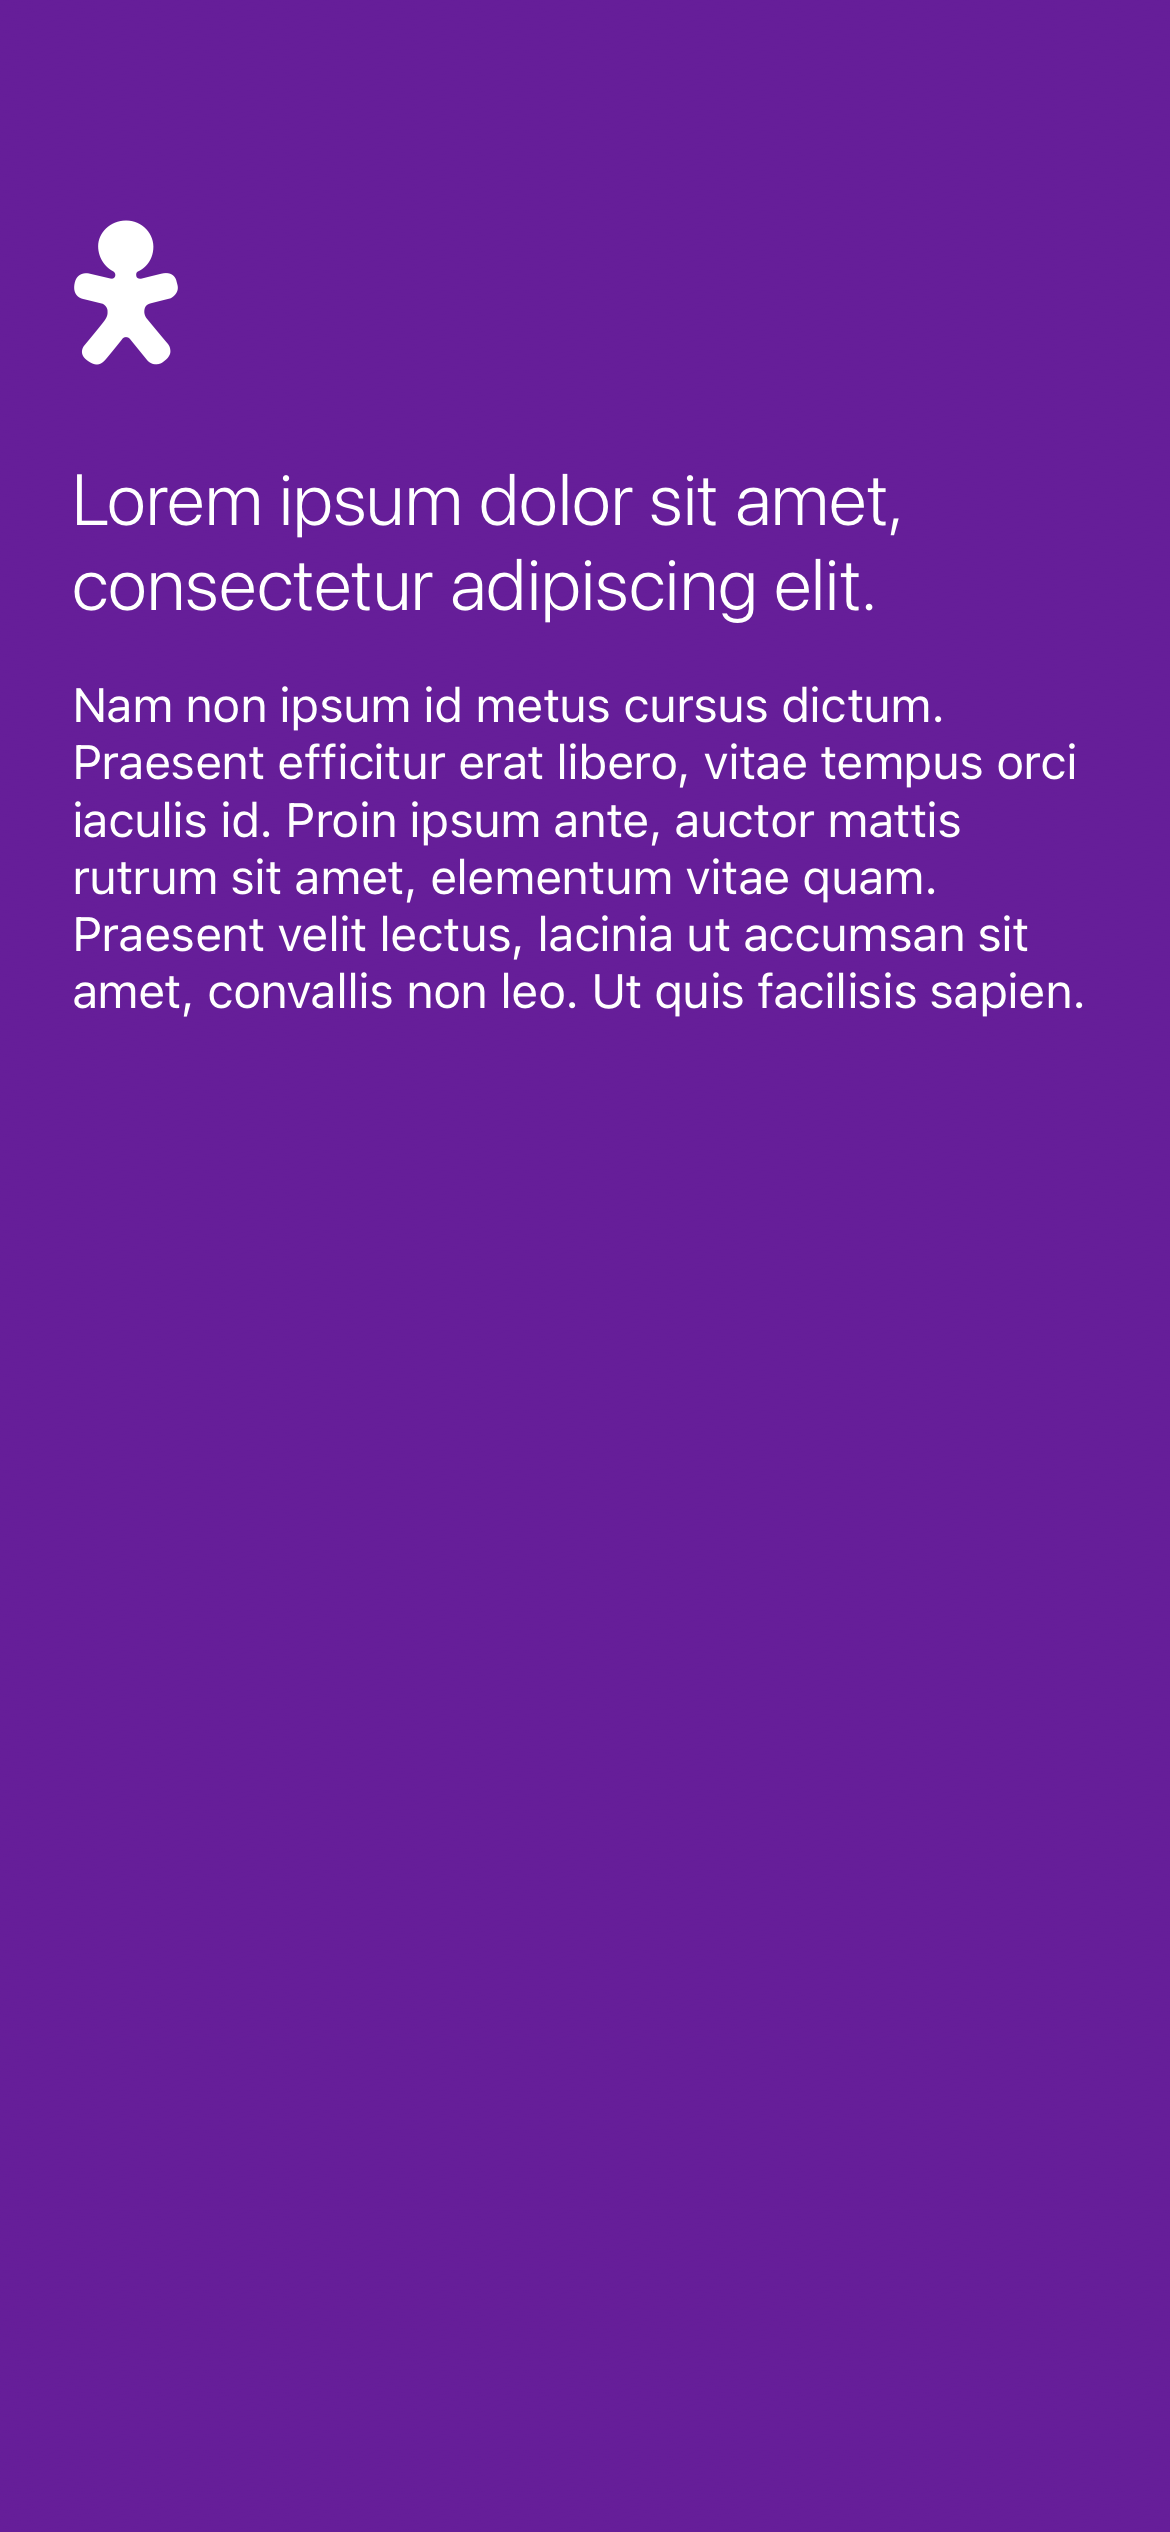 Lorem ipsum dolor sit amet,
consectetur adipiscing elit.
Nam non ipsum id metus cursus dictum.
Praesent efficitur erat libero, vitae tempus orci
iaculis id. Proin ipsum ante, auctor mattis
rutrum sit amet, elementum vitae quam.
Praesent velit lectus, lacinia ut accumsan sit
amet, convallis non leo. Ut quis facilisis sapien.